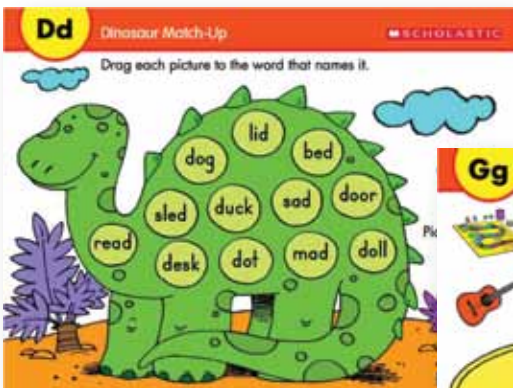 Dd Dinosaur Match-Up SCHOLASTIC
Drag each picture to the word that names it.
lid
dog bed
sled duck sad door
read desk dot mad doll
Gg